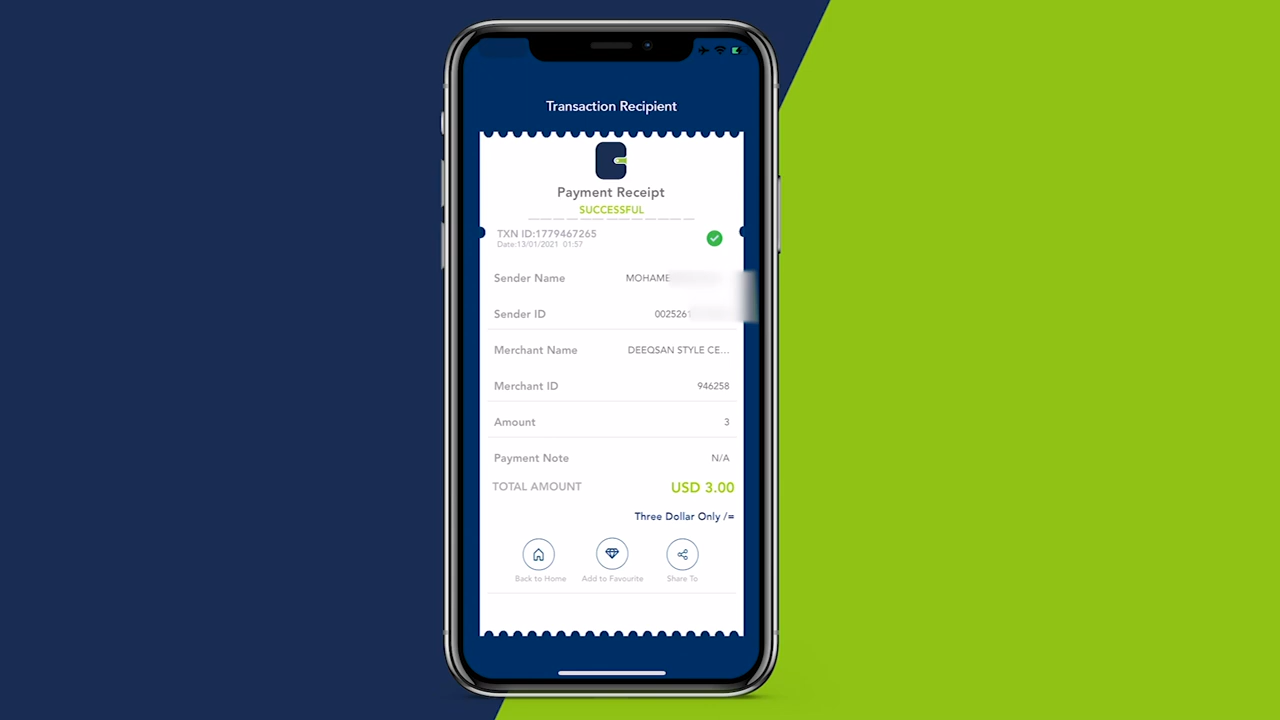 Transaction Recipient
Payment Receipt
SUCCESSFUL
TXN ID:1779467265
Date:13/01/2021 01:57
Sender Name MOHAME
Sender ID 0025261
Merchant Name DEEQSAN STYLE CE...
Merchant ID 946258
Amount 3
Payment Note N/A
TOTAL AMOUNT USD 3.00
Three Dollar Only /=
Back to Home Add to Favourite Share To